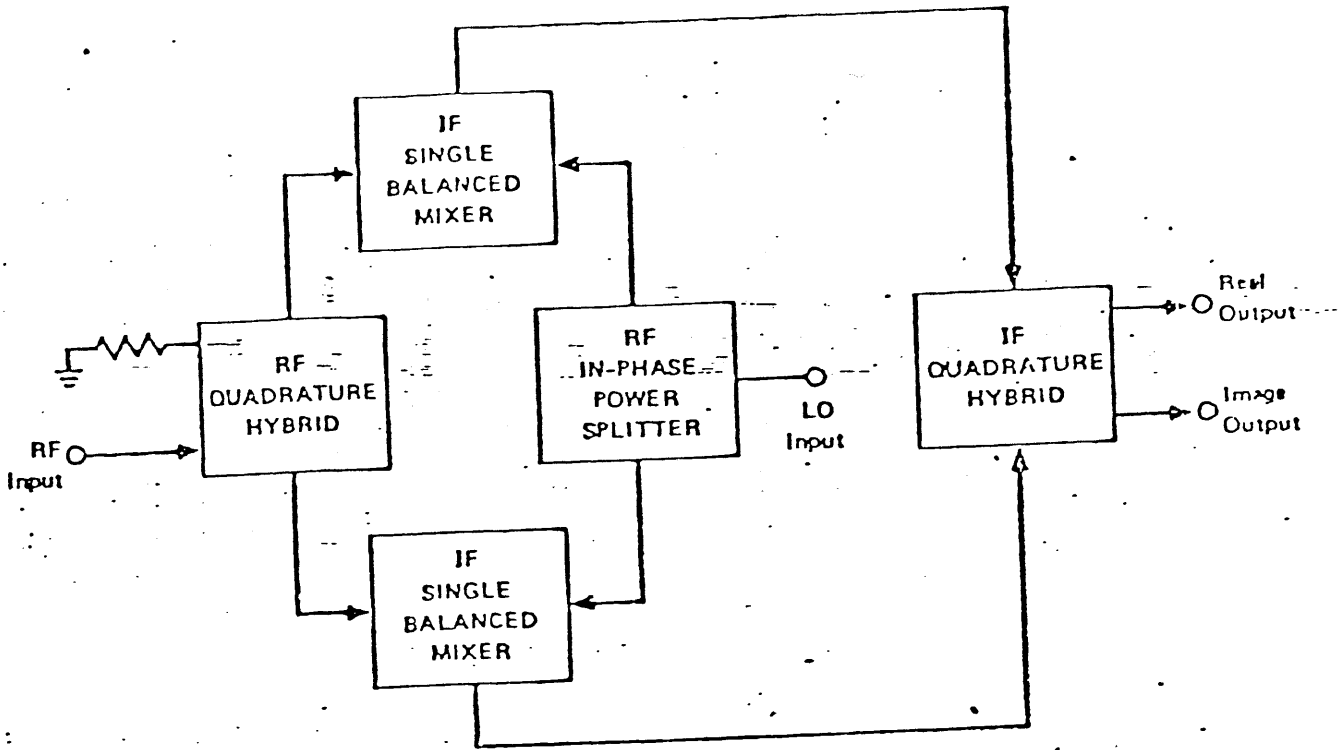 IF
SINGLE
BALANCED
MIXER
RF
QUADRATURE
HYBRID
RF
Input
RF
IN-PHASE
POWER
SPLITTER
LO
Input
IF
QUADRATURE
HYBRID
Real
Output
Image
Output
IF
SINGLE
BALANCED
MIXER